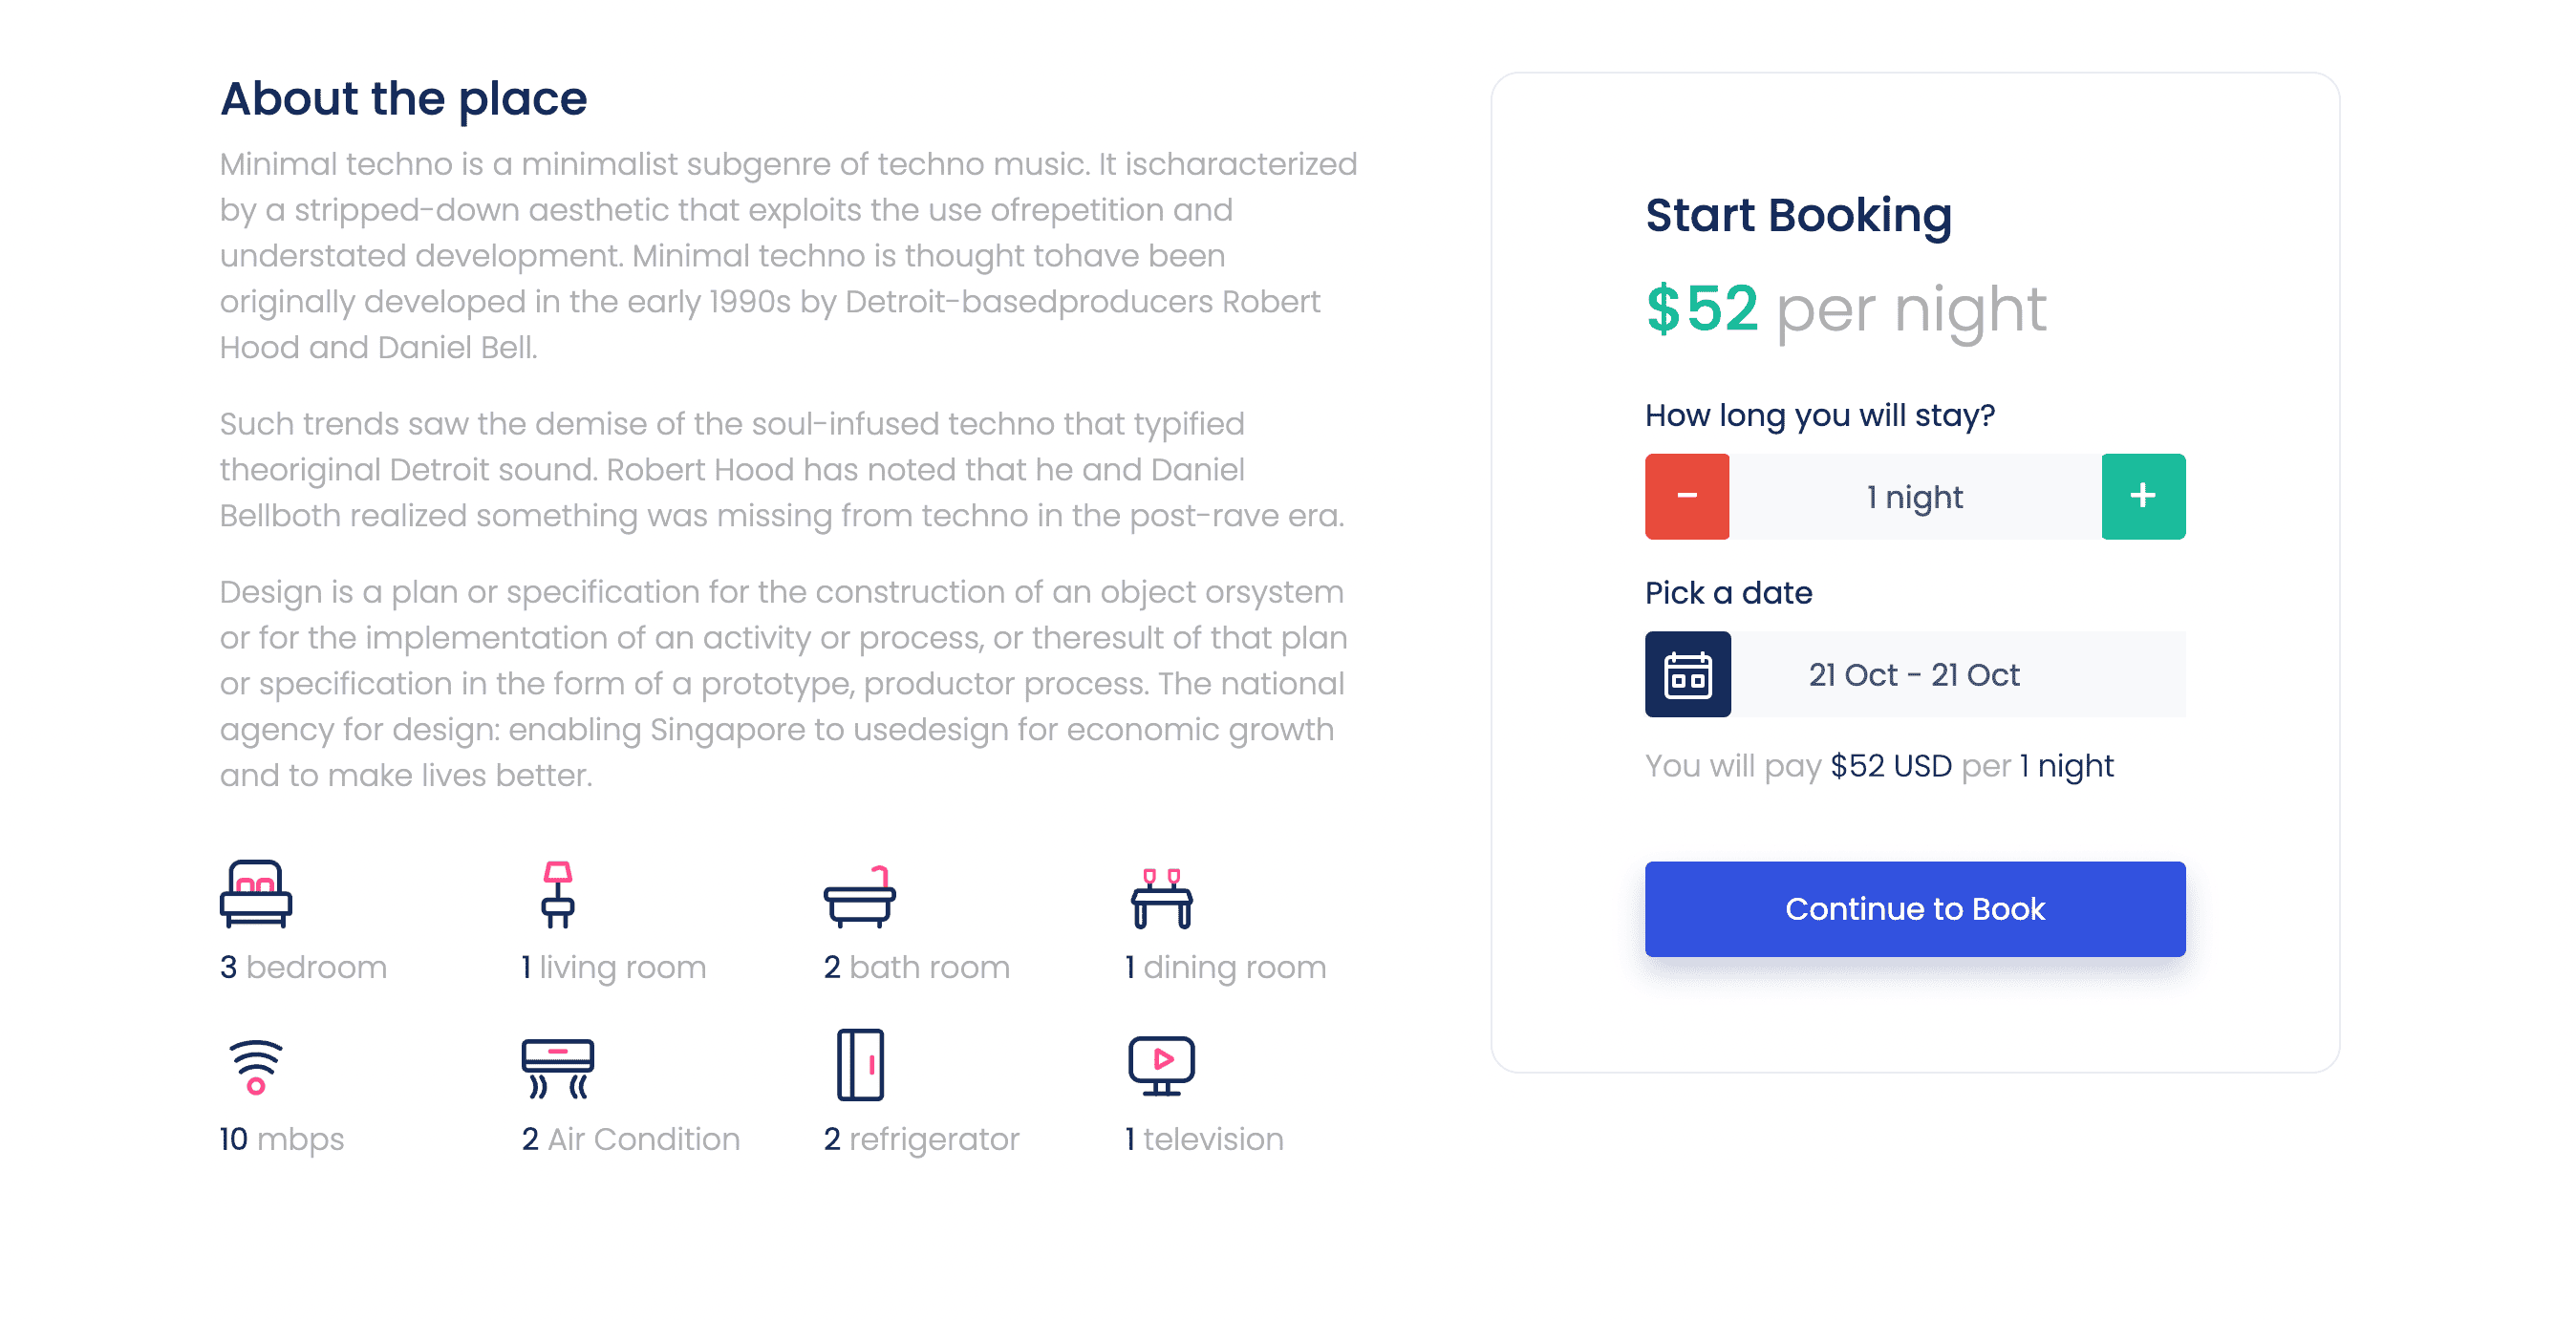 About the place
Minimal techno is a minimalist subgenre of techno music. It ischaracterized
by a stripped-down aesthetic that exploits the use ofrepetition and
understated development. Minimal techno is thought tohave been
originally developed in the early 1990s by Detroit-basedproducers Robert
Hood and Daniel Bell.
Such trends saw the demise of the soul-infused techno that typified
theoriginal Detroit sound. Robert Hood has noted that he and Daniel
Bellboth realized something was missing from techno in the post-rave era.
Design is a plan or specification for the construction of an object orsystem
or for the implementation of an activity or process, or theresult of that plan
or specification in the form of a prototype, productor process. The national
agency for design: enabling Singapore to usedesign for economic growth
and to make lives better.
3 bedroom
1 living room
2 bath room
1 dining room
10 mbps
2 Air Condition
2 refrigerator
1 television
Start Booking
$52 per night
How long you will stay?
- 1 night +
Pick a date
21 Oct - 21 Oct
You will pay $52 USD per 1 night
Continue to Book